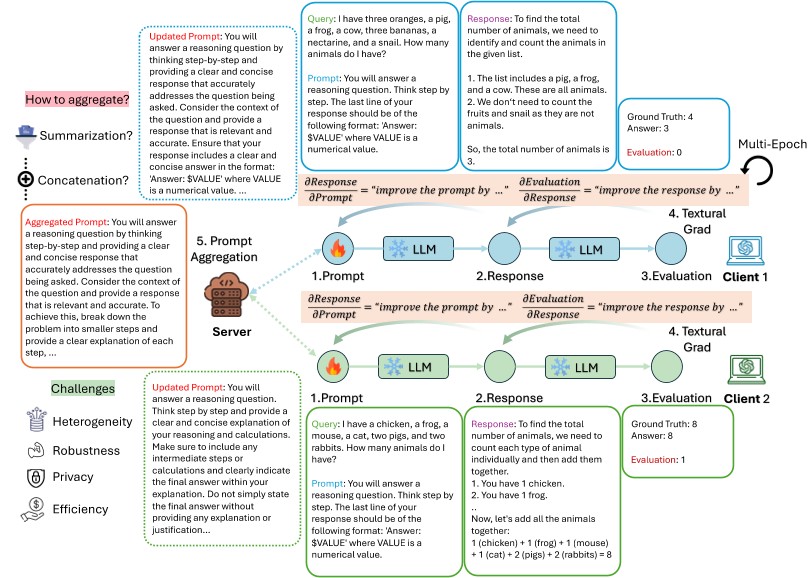 Updated Prompt: You will
answer a reasoning question by
thinking step-by-step and
providing a clear and concise
response that accurately
addresses the question being
asked. Consider the context of
the question and provide a
response that is relevant and
accurate. Ensure that your
response includes a clear and
concise answer in the format:
'Answer: $VALUE' where VALUE
is a numerical value. ...
Query: I have three oranges, a pig,
a frog, a cow, three bananas, a
nectarine, and a snail. How many
animals do I have?
Prompt: You will answer a
reasoning question. Think step by
step. The last line of your
response should be of the
following format: 'Answer:
$VALUE' where VALUE is a
numerical value.
Response: To find the total
number of animals, we need to
identify and count the animals in
the given list.
1. The list includes a pig, a frog,
and a cow. These are all animals.
2. We don't need to count the
fruits and snail as they are not
animals.
So, the total number of animals is
3.
Ground Truth: 4
Answer: 3
Evaluation: 0
Multi-Epoch
How to aggregate?
Summarization?
Concatenation?
∂Response/∂Prompt = "improve the prompt by ..." ∂Evaluation/∂Response = "improve the response by ..."
4. Textural
Grad
LLM
LLM
1.Prompt
2.Response
3.Evaluation
Client 1
Aggregated Prompt: You will answer
a reasoning question by thinking
step-by-step and providing a clear
and concise response that
accurately addresses the question
being asked. Consider the context of
the question and provide a response
that is relevant and accurate. To
achieve this, break down the
problem into smaller steps and
provide a clear explanation of each
step, ...
5. Prompt
Aggregation
Server
∂Response/∂Prompt = "improve the prompt by ..." ∂Evaluation/∂Response = "improve the response by ..."
4. Textural
Grad
LLM
LLM
1.Prompt
2.Response
3.Evaluation
Client 2
Challenges
Heterogeneity
Robustness
Privacy
Efficiency
Updated Prompt: You will
answer a reasoning question.
Think step by step and provide a
clear and concise explanation of
your reasoning and calculations.
Make sure to include any
intermediate steps or
calculations and clearly indicate
the final answer within your
explanation. Do not simply state
the final answer without
providing any explanation or
justification...
Query: I have a chicken, a frog, a
mouse, a cat, two pigs, and two
rabbits. How many animals do I
have?
Prompt: You will answer a
reasoning question. Think step by
step. The last line of your
response should be of the
following format: 'Answer:
$VALUE' where VALUE is a
numerical value.
Response: To find the total
number of animals, we need to
count each type of animal
individually and then add them
together.
1. You have 1 chicken.
2. You have 1 frog.
..
Now, let's add all the animals
together:
1 (chicken) + 1 (frog) + 1 (mouse)
+ 1 (cat) + 2 (pigs) + 2 (rabbits) = 8
Ground Truth: 8
Answer: 8
Evaluation: 1